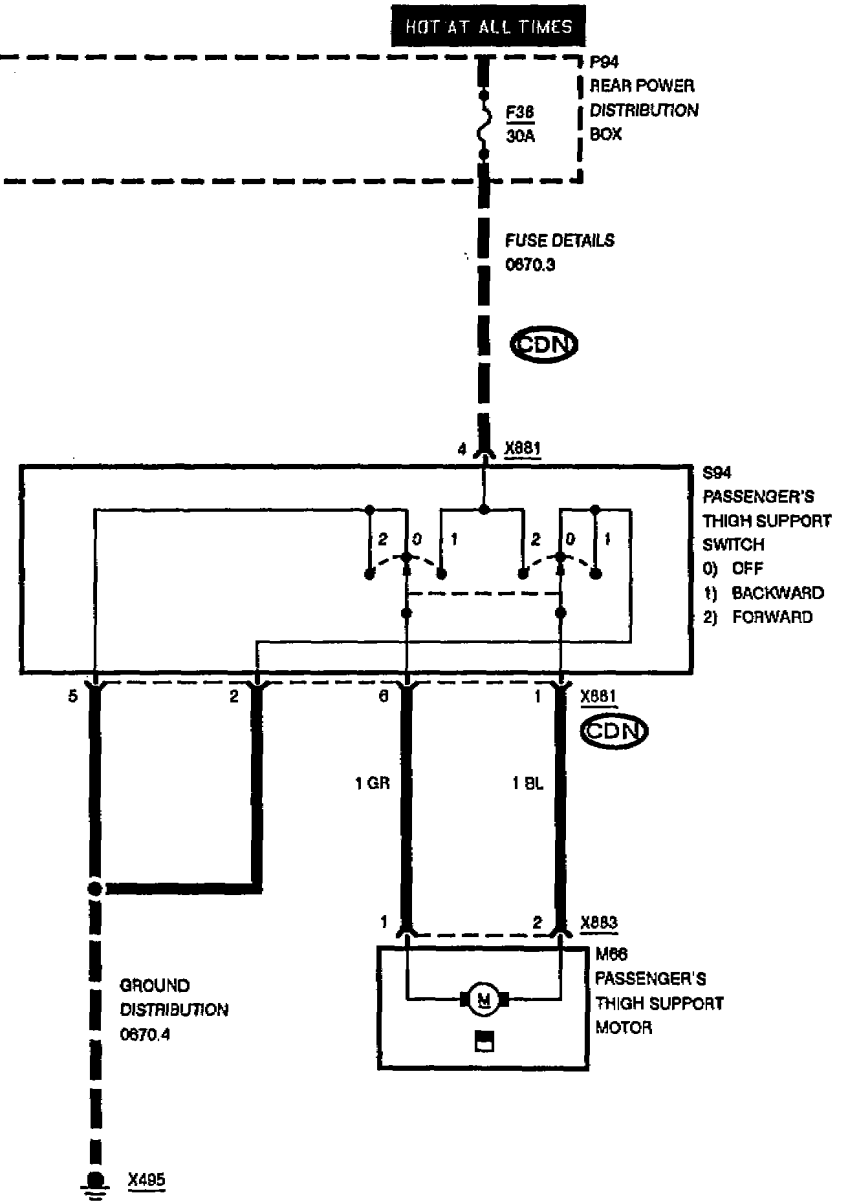 HOT AT ALL TIMES
P94
REAR POWER
DISTRIBUTION
BOX
F36
30A
FUSE DETAILS
0670.3
CDN
4 X881
S94
PASSENGER'S
THIGH SUPPORT
SWITCH
0) OFF
1) BACKWARD
2) FORWARD
2 0 1 2 0 1
5 2 6 1 X881
CDN
1 GR 1 BL
1 2 X883
M66
PASSENGER'S
THIGH SUPPORT
MOTOR
M
GROUND
DISTRIBUTION
0670.4
X495